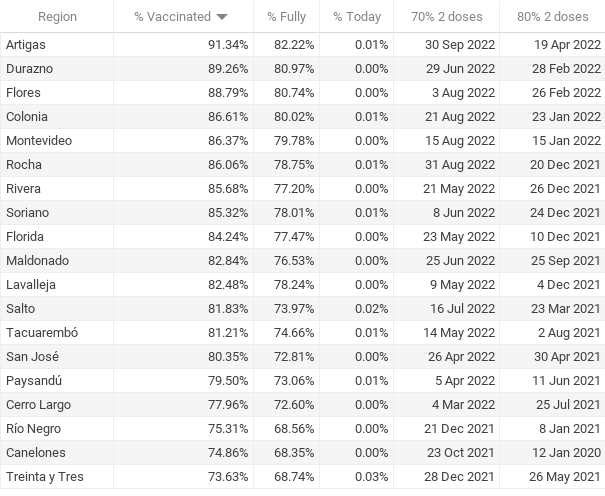 Region % Vaccinated % Fully % Today 70% 2 doses 80% 2 doses
Artigas 91.34% 82.22% 0.01% 30 Sep 2022 19 Apr 2022
Durazno 89.26% 80.97% 0.00% 29 Jun 2022 28 Feb 2022
Flores 88.79% 80.74% 0.00% 3 Aug 2022 26 Feb 2022
Colonia 86.61% 80.02% 0.01% 21 Aug 2022 23 Jan 2022
Montevideo 86.37% 79.78% 0.00% 15 Aug 2022 15 Jan 2022
Rocha 86.06% 78.75% 0.01% 31 Aug 2022 20 Dec 2021
Rivera 85.68% 77.20% 0.00% 21 May 2022 26 Dec 2021
Soriano 85.32% 78.01% 0.01% 8 Jun 2022 24 Dec 2021
Florida 84.24% 77.47% 0.00% 23 May 2022 10 Dec 2021
Maldonado 82.84% 76.53% 0.00% 25 Jun 2022 25 Sep 2021
Lavalleja 82.48% 78.24% 0.00% 9 May 2022 4 Dec 2021
Salto 81.83% 73.97% 0.02% 16 Jul 2022 23 Mar 2021
Tacuarembó 81.21% 74.66% 0.01% 14 May 2022 2 Aug 2021
San José 80.35% 72.81% 0.00% 26 Apr 2022 30 Apr 2021
Paysandú 79.50% 73.06% 0.01% 5 Apr 2022 11 Jun 2021
Cerro Largo 77.96% 72.60% 0.00% 4 Mar 2022 25 Jul 2021
Río Negro 75.31% 68.56% 0.00% 21 Dec 2021 8 Jan 2021
Canelones 74.86% 68.35% 0.00% 23 Oct 2021 12 Jan 2020
Treinta y Tres 73.63% 68.74% 0.03% 28 Dec 2021 26 May 2021